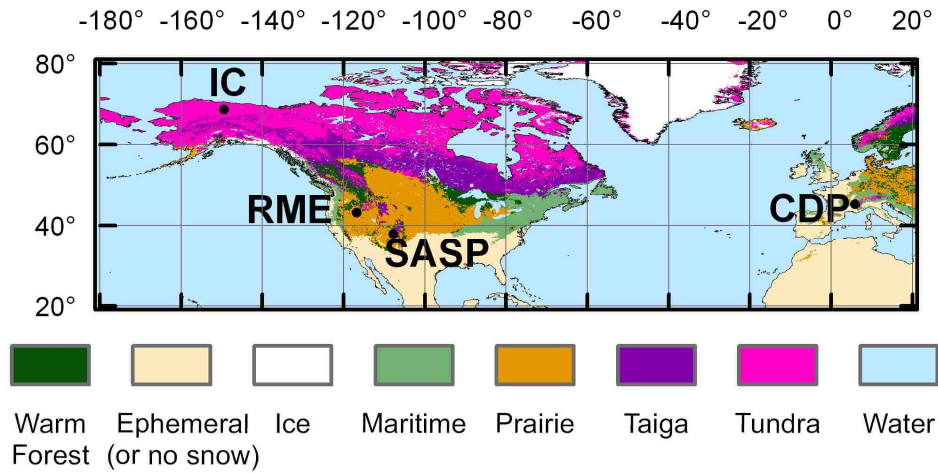 -180° -160° -140° -120° -100° -80° -60° -40° -20° 0° 20°
80°
IC
60°
RME
CDP
40°
SASP
20°
Warm Ephemeral Ice Maritime Prairie Taiga Tundra Water
Forest (or no snow)